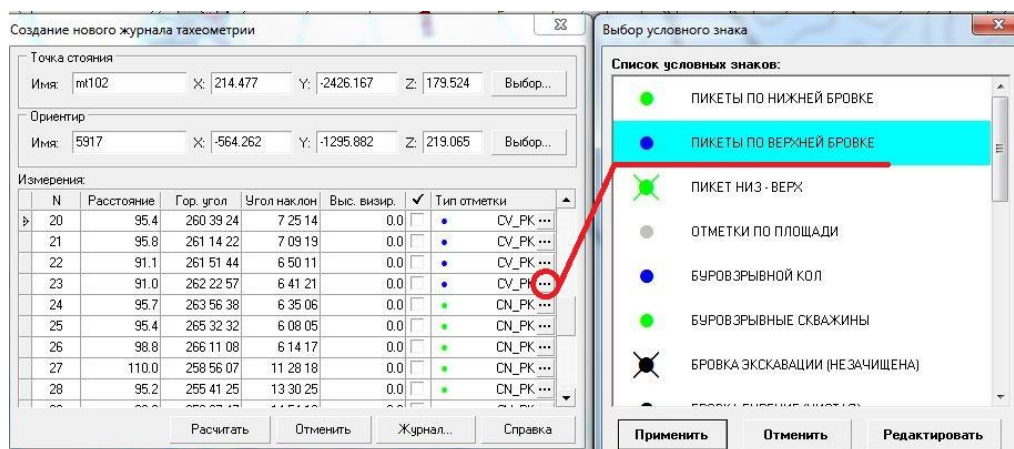 Создание нового журнала тахеометрии
Точка стояния
Имя: mt102 X: 214.477 Y: -2426.167 Z: 179.524 Выбор...
Ориентир
Имя: 5917 X: -564.262 Y: -1295.882 Z: 219.065 Выбор...
Измерения:
N Расстояние Гор. угол Угол наклон Выс. визир. ✓ Тип отметки
20 95.4 260 39 24 7 25 14 0.0 CV_PK ...
21 95.8 261 14 22 7 09 19 0.0 CV_PK ...
22 91.1 261 51 44 6 50 11 0.0 CV_PK ...
23 91.0 262 22 57 6 41 21 0.0 CV_PK ...
24 95.7 263 56 38 6 35 06 0.0 CN_PK ...
25 95.4 265 32 32 6 08 05 0.0 CN_PK ...
26 98.8 266 11 08 6 14 17 0.0 CN_PK ...
27 110.0 258 56 07 11 28 18 0.0 CN_PK ...
28 95.2 255 41 25 13 30 25 0.0 CN_PK ...
Расчитать Отменить Журнал... Справка
Выбор условного знака
Список условных знаков:
ПИКЕТЫ ПО НИЖНЕЙ БРОВКЕ
ПИКЕТЫ ПО ВЕРХНЕЙ БРОВКЕ
ПИКЕТ НИЗ - ВЕРХ
ОТМЕТКИ ПО ПЛОЩАДИ
БУРОВЗРЫВНОЙ КОЛ
БУРОВЗРЫВНЫЕ СКВАЖИНЫ
БРОВКА ЭКСКАВАЦИИ (НЕЗАЧИЩЕНА)
Применить Отменить Редактировать